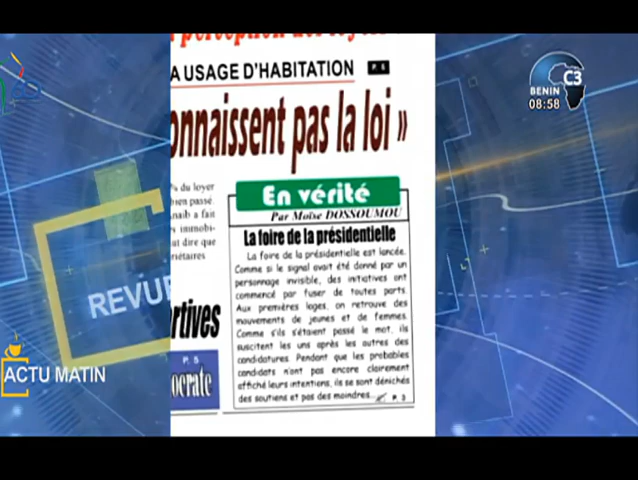 perception des loyers
A USAGE D'HABITATION P. 5
onnaissent pas la loi »
% du loyer
bien passé
naib a fait
immobi-
ut dire que
riétaires
En vérité
Par Moïse DOSSOUMOU
La foire de la présidentielle
La foire de la présidentielle est lancée.
Comme si le signal avait été donné par un
personnage invisible, des initiatives ont
commencé par fuser de toutes parts.
Aux premières loges, on retrouve des
mouvements de jeunes et de femmes.
Comme s'ils s'étaient passé le mot, ils
suscitent les uns après les autres des
candidatures. Pendant que les probables
candidats n'ont pas encore clairement
affiché leurs intentions, ils se sont dénichés
des soutiens et pas des moindres... P. 3
rtives
P. 5
ocrate
REVUE
ACTU MATIN
C3
BENIN
08:58